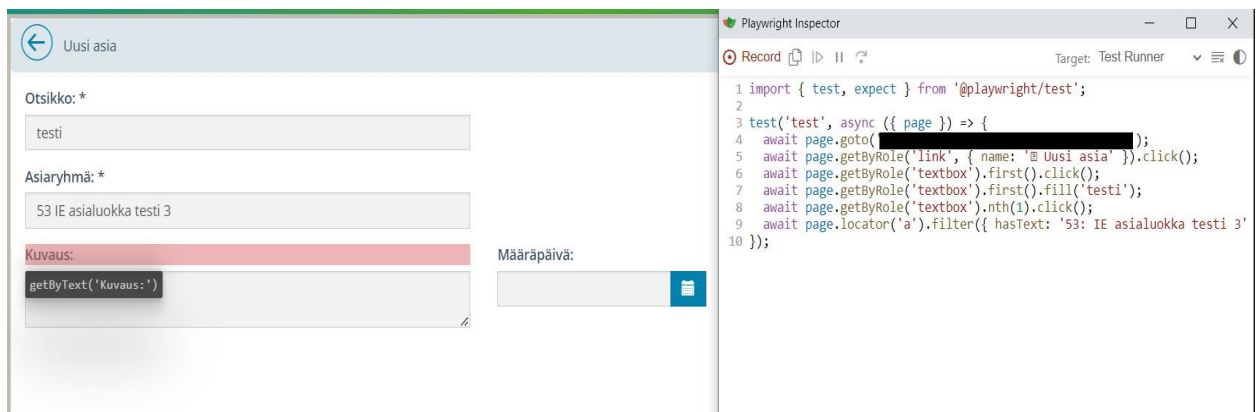 Uusi asia
Otsikko: *
testi
Asiaryhmä: *
53 IE asialuokka testi 3
Kuvaus:
getByText('Kuvaus:')
Määräpäivä:
Playwright Inspector
Record
Target: Test Runner
1 import { test, expect } from '@playwright/test';
2
3 test('test', async ({ page }) => {
4 await page.goto(' );
5 await page.getByRole('link', { name: ' Uusi asia' }).click();
6 await page.getByRole('textbox').first().click();
7 await page.getByRole('textbox').first().fill('testi');
8 await page.getByRole('textbox').nth(1).click();
9 await page.locator('a').filter({ hasText: '53: IE asialuokka testi 3'
10 });